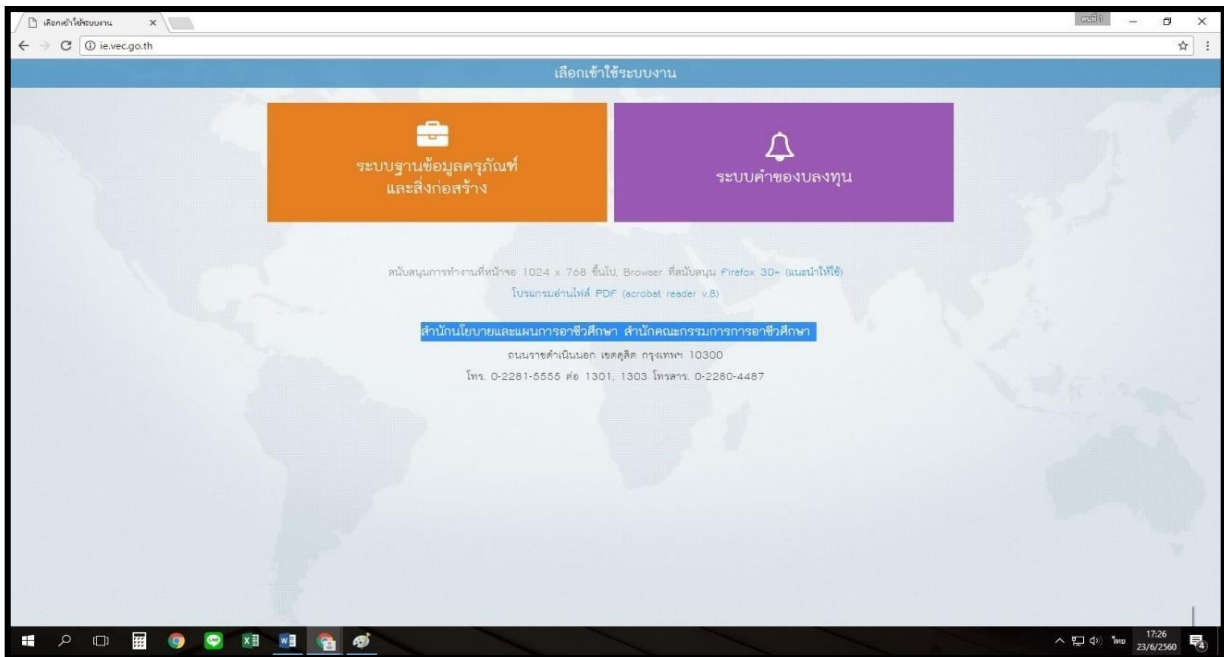 เลือกเข้าใช้ระบบงาน
คนที่ 1
ie.vec.go.th
เลือกเข้าใช้ระบบงาน
ระบบฐานข้อมูลครุภัณฑ์
และสิ่งก่อสร้าง
ระบบคำของบลงทุน
สนับสนุนการทำงานที่หน้าจอ 1024 x 768 ขึ้นไป, Browser ที่สนับสนุน Firefox 30+ (แนะนำให้ใช้)
โปรแกรมอ่านไฟล์ PDF (acrobat reader v.8)
สำนักนโยบายและแผนการอาชีวศึกษา สำนักคณะกรรมการการอาชีวศึกษา
ถนนราชดำเนินนอก เขตดุสิต กรุงเทพฯ 10300
โทร. 0-2281-5555 ต่อ 1301, 1303 โทรสาร. 0-2280-4487
ไทย
17:26
23/6/2560
4